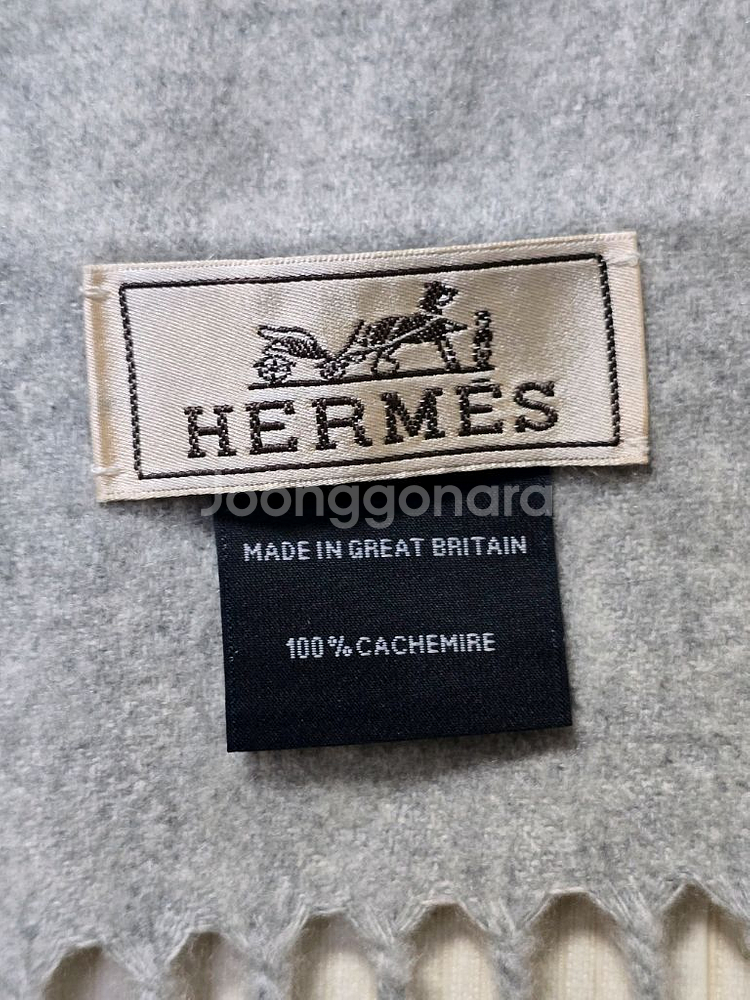 HERMÈS
Joonggonara
MADE IN GREAT BRITAIN
100% CACHEMIRE